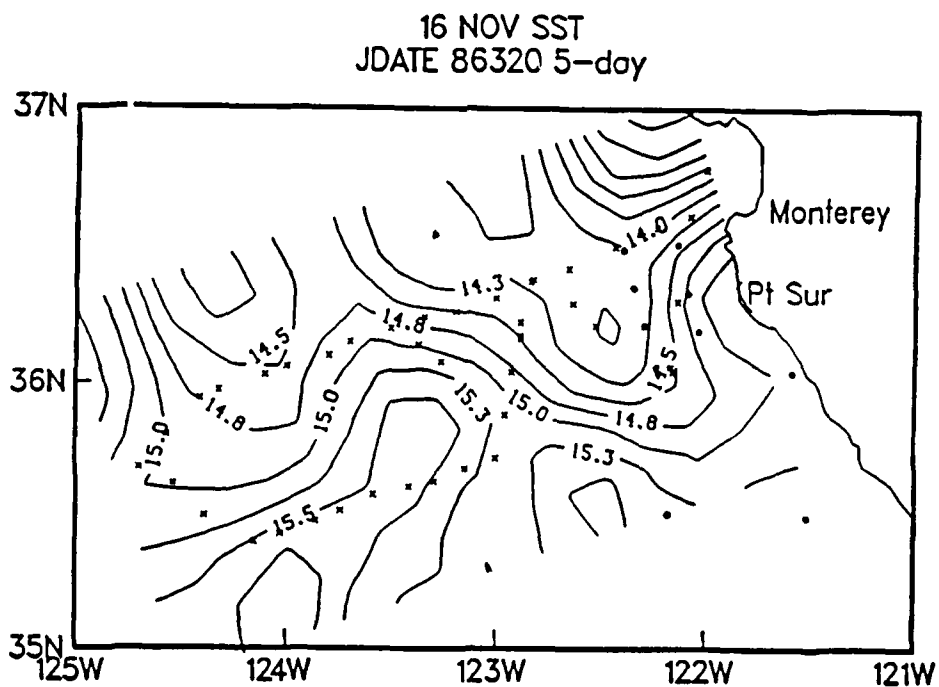 16 NOV SST
JDATE 86320 5-day
37N
Monterey
14.0
Pt Sur
14.3
14.8
14.5
36N
14.5
14.8
15.0
15.3
15.0
14.8
15.0
15.3
15.5
35N
125W 124W 123W 122W 121W